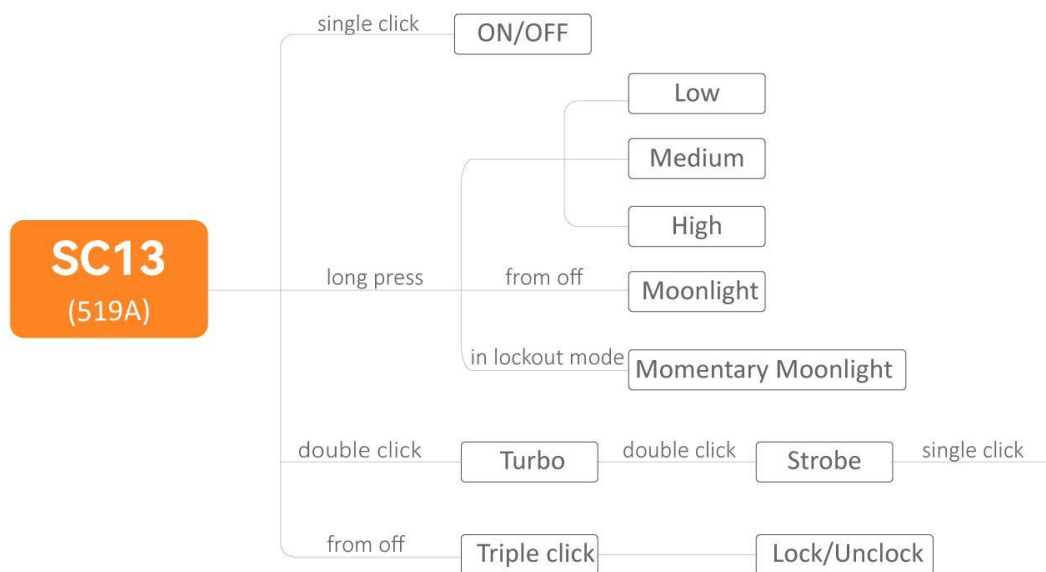 single click
ON/OFF
Low
Medium
High
SC13
(519A)
long press
from off
Moonlight
in lockout mode
Momentary Moonlight
double click
Turbo
double click
Strobe
single click
from off
Triple click
Lock/Unclock